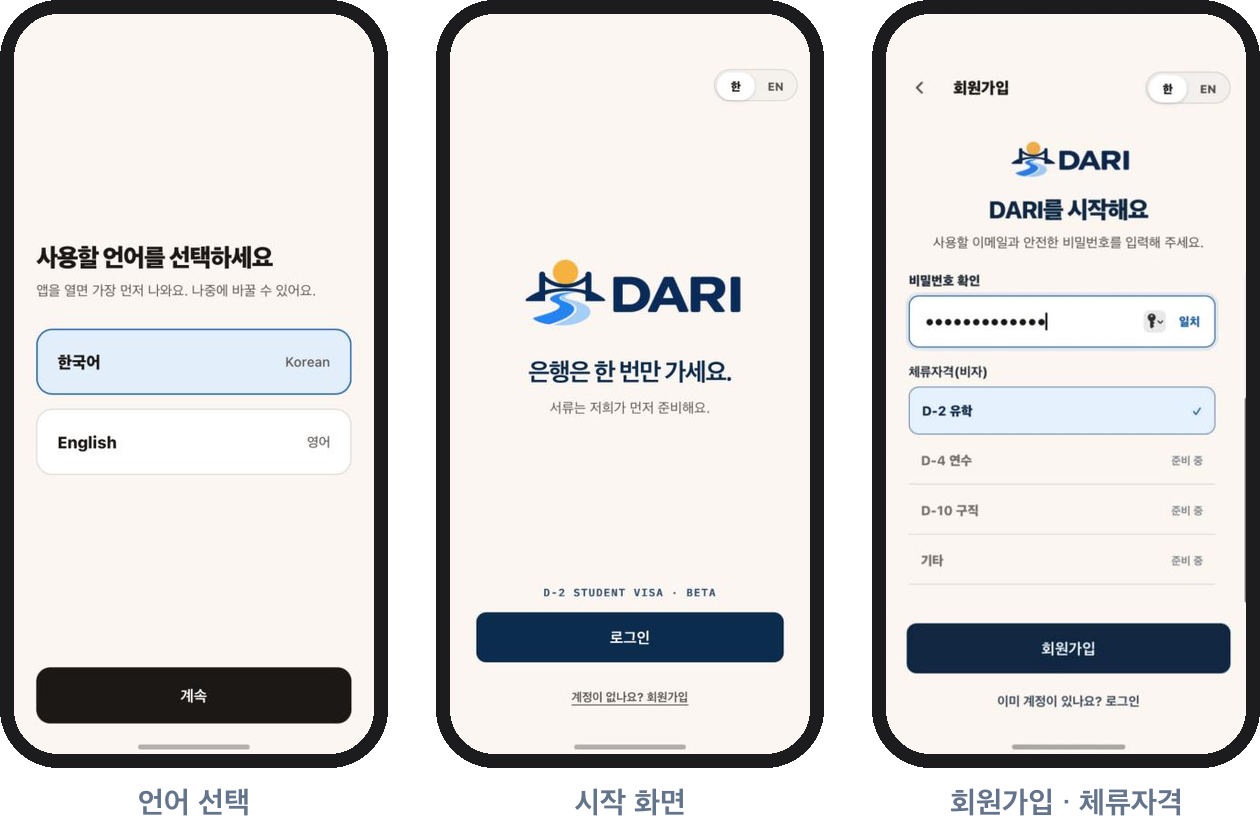 사용할 언어를 선택하세요
앱을 열면 가장 먼저 나와요. 나중에 바꿀 수 있어요.
한국어 Korean
English 영어
계속
언어 선택
한 EN
DARI
은행은 한 번만 가세요.
서류는 저희가 먼저 준비해요.
D-2 STUDENT VISA · BETA
로그인
계정이 없나요? 회원가입
시작 화면
회원가입 한 EN
DARI
DARI를 시작해요
사용할 이메일과 안전한 비밀번호를 입력해 주세요.
비밀번호 확인
●●●●●●●●●●●●● 일치
체류자격(비자)
D-2 유학 ✓
D-4 연수 준비 중
D-10 구직 준비 중
기타 준비 중
회원가입
이미 계정이 있나요? 로그인
회원가입 · 체류자격